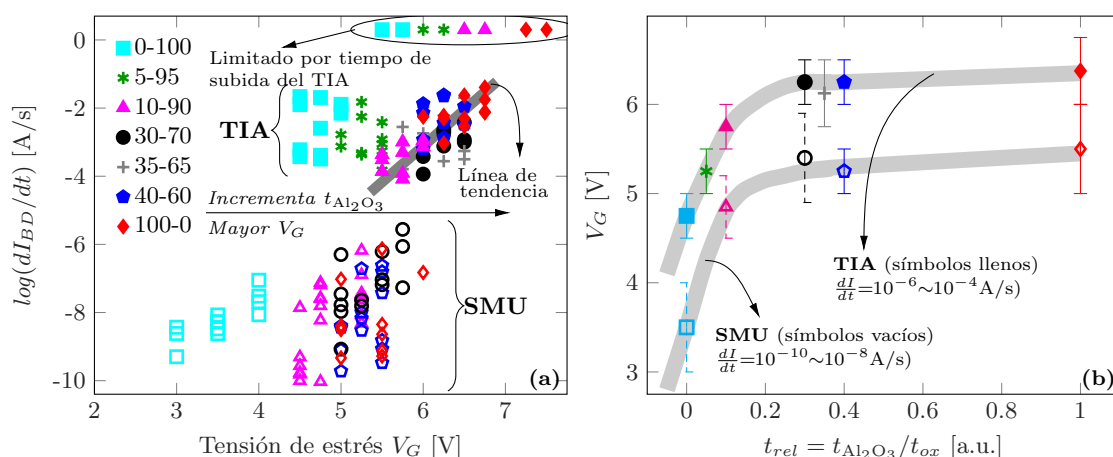 0-100
5-95
10-90
30-70
35-65
40-60
100-0
Limitado por tiempo de
subida del TIA
TIA
Línea de
tendencia
Incrementa t_Al₂O₃
Mayor V_G
SMU
(a)
log(dI_BD/dt) [A/s]
0
-2
-4
-6
-8
-10
2
3
4
5
6
7
Tensión de estrés V_G [V]
V_G [V]
6
5
4
3
TIA (símbolos llenos)
dI/dt=10⁻⁶~10⁻⁴A/s)
SMU (símbolos vacíos)
dI/dt=10⁻¹⁰~10⁻⁸A/s)
(b)
0
0.2
0.4
0.6
0.8
1
t_rel = t_Al₂O₃/t_ox [a.u.]